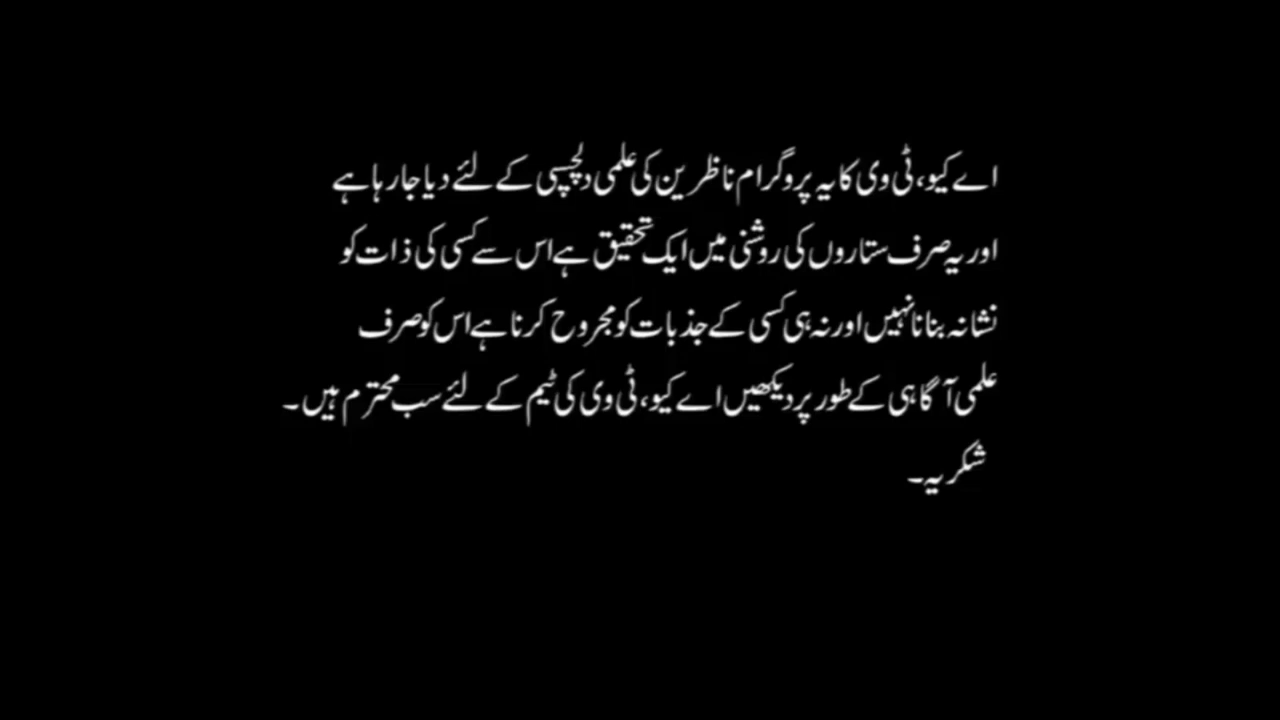 اے کیو، ٹی وی کا یہ پروگرام ناظرین کی علمی دلچسپی کے لئے دیا جا رہا ہے
اور یہ صرف ستاروں کی روشنی میں ایک تحقیق ہے اس سے کسی کی ذات کو
نشانہ بنانا نہیں اور نہ ہی کسی کے جذبات کو مجروح کرنا ہے اس کو صرف
علمی آگاہی کے طور پر دیکھیں اے کیو، ٹی وی کی ٹیم کے لئے سب محترم ہیں۔
شکریہ۔